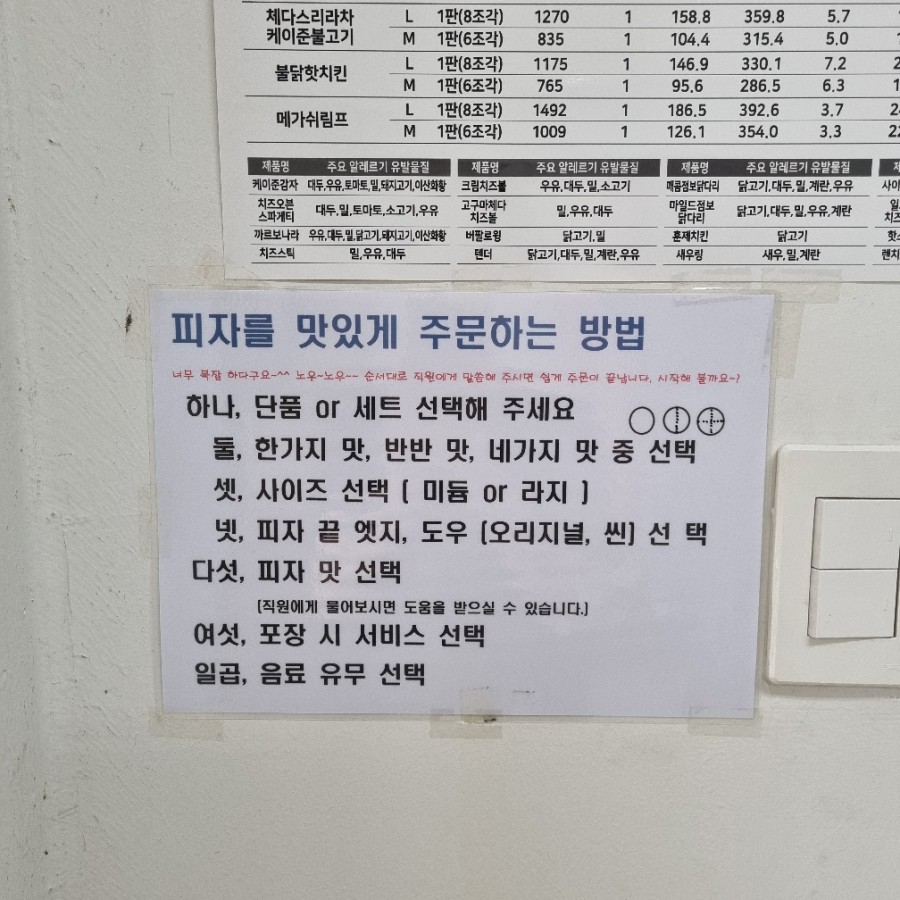 체다스리라차 케이준불고기 L 1판(8조각) 1270 1 158.8 359.8 5.7
M 1판(6조각) 835 1 104.4 315.4 5.0
불닭핫치킨 L 1판(8조각) 1175 1 146.9 330.1 7.2
M 1판(6조각) 765 1 95.6 286.5 6.3
메가쉬림프 L 1판(8조각) 1492 1 186.5 392.6 3.7
M 1판(6조각) 1009 1 126.1 354.0 3.3
제품명 주요 알레르기 유발물질 제품명 주요 알레르기 유발물질 제품명 주요 알레르기 유발물질
케이준감자 대두,우유,토마토,밀,돼지고기,이산화황 크림치즈볼 우유,대두,밀,소고기 매콤점보닭다리 닭고기,대두,밀,계란,우유
치즈오븐 스파게티 대두,밀,토마토,소고기,우유 고구마체다 치즈볼 밀,우유,대두 마일드점보 닭다리 닭고기,대두,밀,우유,계란
까르보나라 우유,대두,밀,닭고기,돼지고기,이산화황 버팔로윙 닭고기,밀 훈제치킨 닭고기
치즈스틱 밀,우유,대두 텐더 닭고기,대두,밀,계란,우유 새우링 새우,밀,계란
피자를 맛있게 주문하는 방법
너무 복잡 하다구요~^^ 노우~노우~~ 순서대로 직원에게 말씀해 주시면 쉽게 주문이 끝납니다. 시작해 볼까요~?
하나, 단품 or 세트 선택해 주세요
둘, 한가지 맛, 반반 맛, 네가지 맛 중 선택
셋, 사이즈 선택 ( 미듐 or 라지 )
넷, 피자 끝 엣지, 도우 (오리지널, 씬) 선 택
다섯, 피자 맛 선택
(직원에게 물어보시면 도움을 받으실 수 있습니다.)
여섯, 포장 시 서비스 선택
일곱, 음료 유무 선택